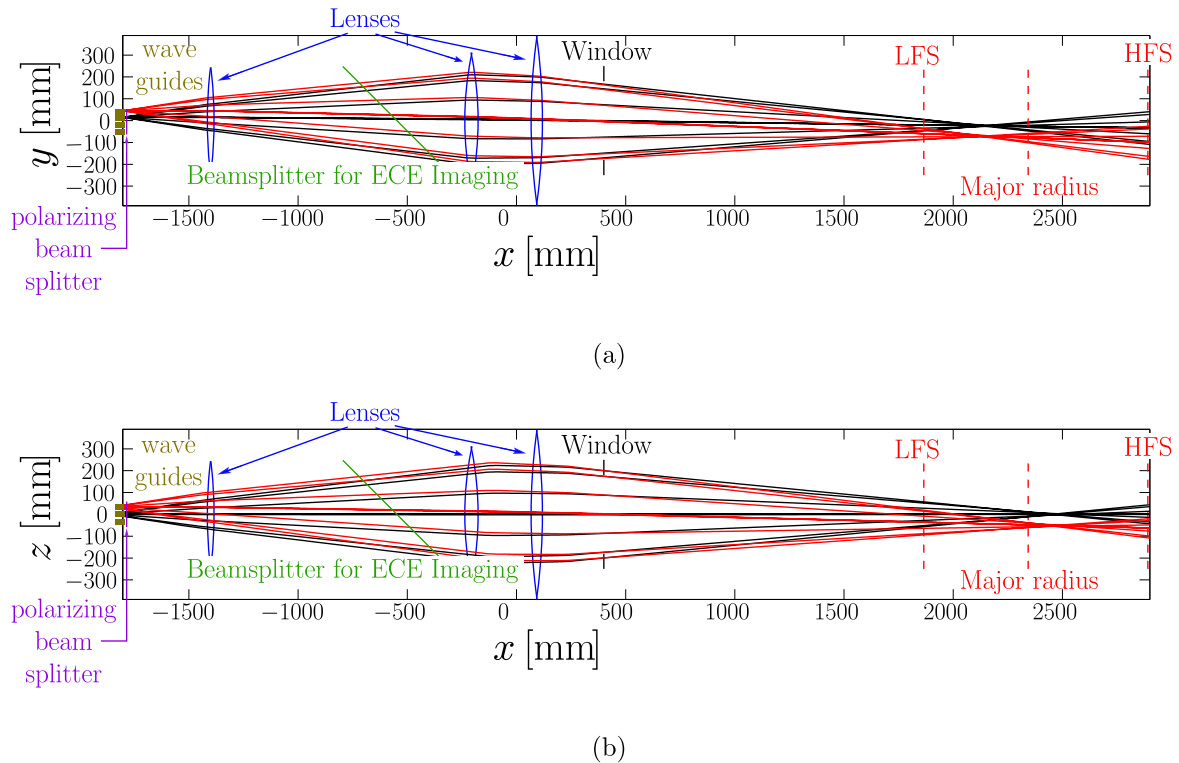 Lenses
wave
guides
Window
LFS
HFS
300
200
100
0
−100
−200
−300
y [mm]
Beamsplitter for ECE Imaging
Major radius
−1500
−1000
−500
0
500
1000
1500
2000
2500
polarizing
beam
splitter
x [mm]
(a)
Lenses
wave
guides
Window
LFS
HFS
300
200
100
0
−100
−200
−300
z [mm]
Beamsplitter for ECE Imaging
Major radius
−1500
−1000
−500
0
500
1000
1500
2000
2500
polarizing
beam
splitter
x [mm]
(b)